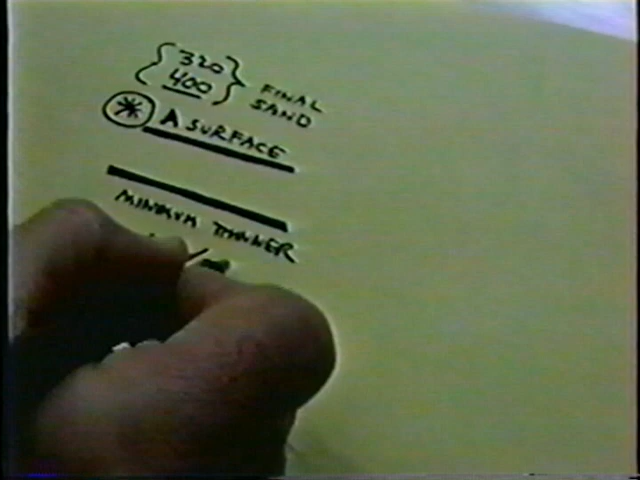 320
400
FINAL
SAND
A SURFACE
MINIMUM THINNER